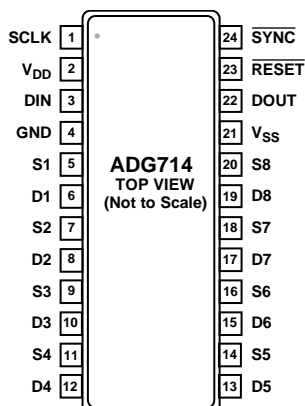 SCLK 1
VDD 2
DIN 3
GND 4
S1 5
D1 6
S2 7
D2 8
S3 9
D3 10
S4 11
D4 12
ADG714
TOP VIEW
(Not to Scale)
24 SYNC
23 RESET
22 DOUT
21 VSS
20 S8
19 D8
18 S7
17 D7
16 S6
15 D6
14 S5
13 D5